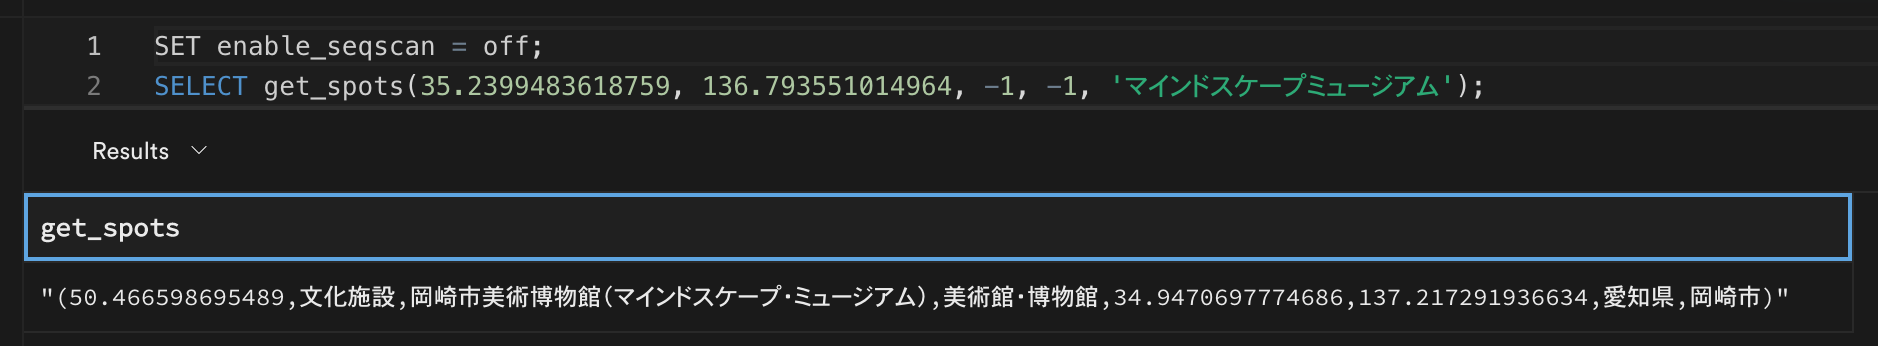 1 SET enable_seqscan = off;
2 SELECT get_spots(35.2399483618759, 136.793551014964, -1, -1, 'マインドスケープミュージアム');
Results
get_spots
"(50.466598695489,文化施設,岡崎市美術博物館(マインドスケープ・ミュージアム),美術館・博物館,34.9470697774686,137.217291936634,愛知県,岡崎市)"